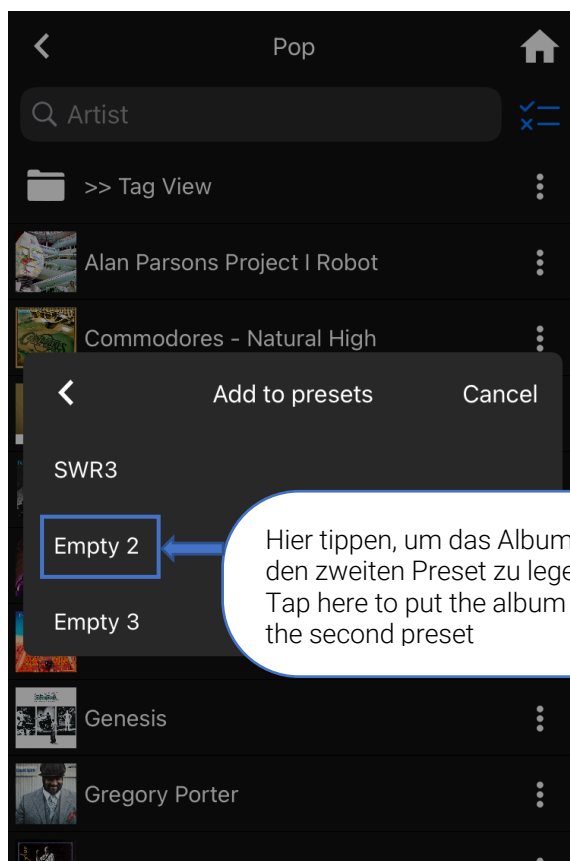 Pop
Artist
>> Tag View
Alan Parsons Project I Robot
Commodores - Natural High
Add to presets Cancel
SWR3
Empty 2
Hier tippen, um das Album
den zweiten Preset zu lege
Tap here to put the album
the second preset
Empty 3
Genesis
Gregory Porter